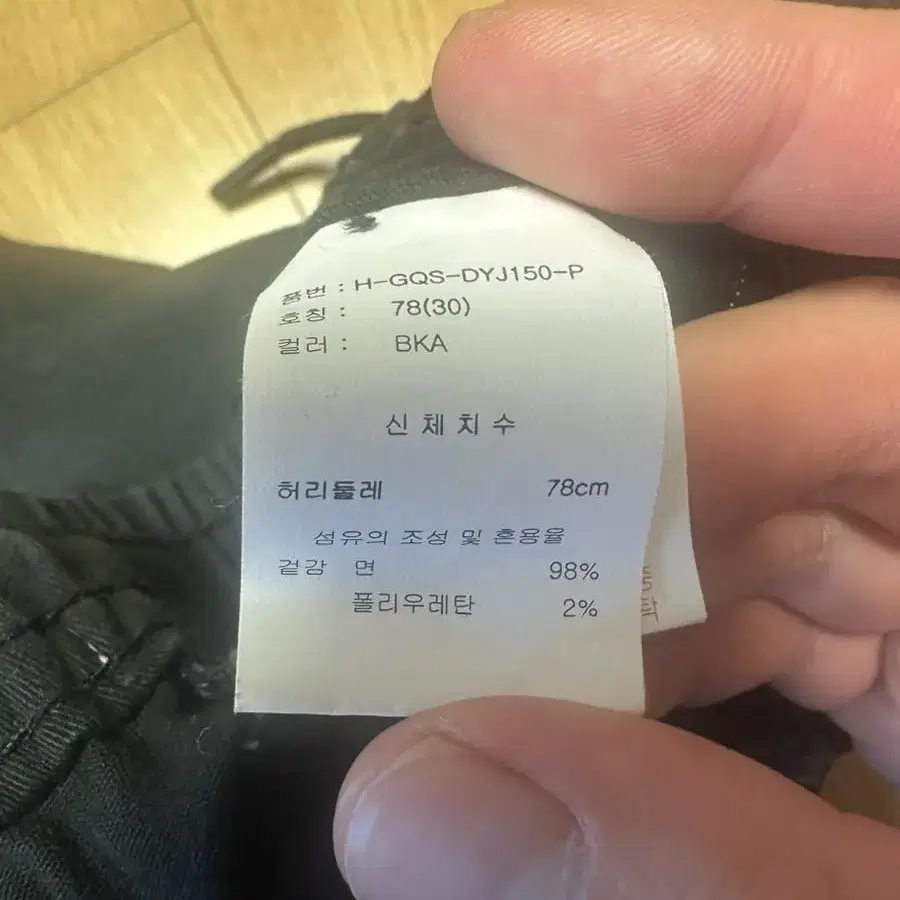 품번 : H-GQS-DYJ150-P
호칭 : 78(30)
컬러 : BKA
신체치수
허리둘레 78cm
섬유의 조성 및 혼용율
겉감 면 98%
폴리우레탄 2%